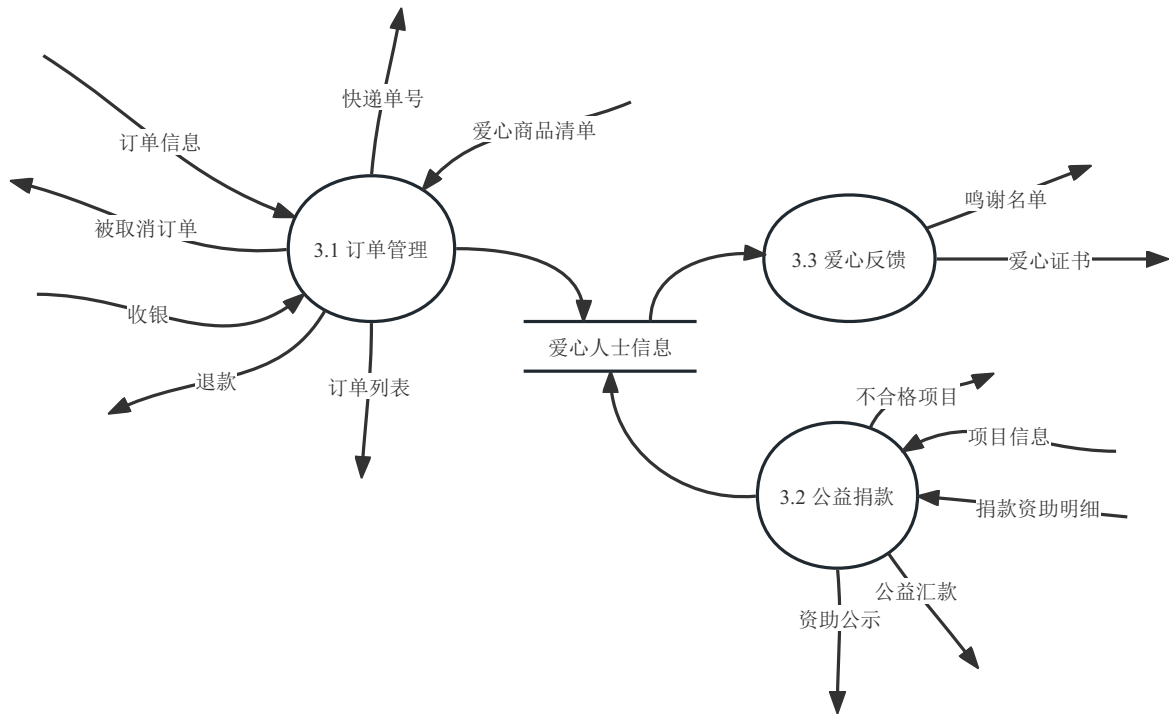 快递单号
爱心商品清单
订单信息
鸣谢名单
被取消订单
3.1 订单管理
3.3 爱心反馈
爱心证书
收银
爱心人士信息
退款
订单列表
不合格项目
项目信息
3.2 公益捐款
捐款资助明细
公益汇款
资助公示